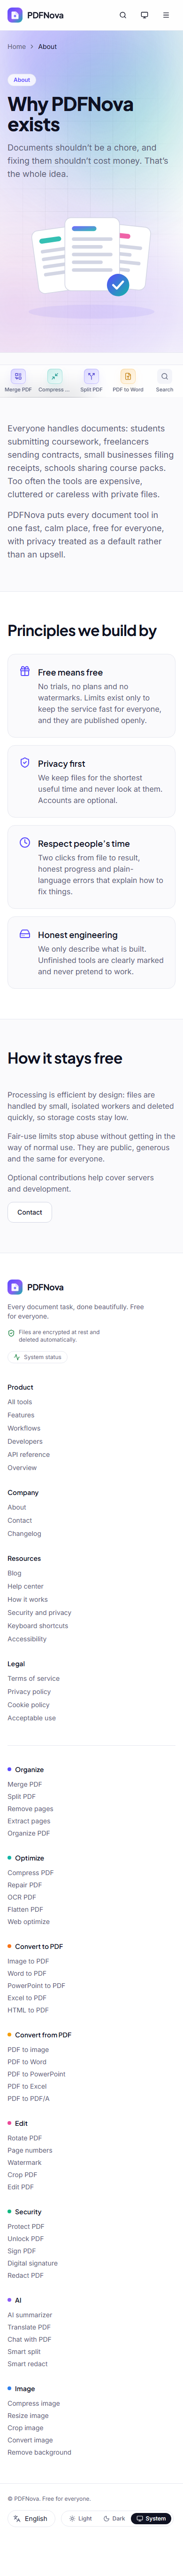 PDFNova
Home > About
About
Why PDFNova
exists
Documents shouldn't be a chore, and
fixing them shouldn't cost money. That's
the whole idea.
Merge PDF
Compress ...
Split PDF
PDF to Word
Search
Everyone handles documents: students
submitting coursework, freelancers
sending contracts, small businesses filing
receipts, schools sharing course packs.
Too often the tools are expensive,
cluttered or careless with private files.
PDFNova puts every document tool in
one fast, calm place, free for everyone,
with privacy treated as a default rather
than an upsell.
Principles we build by
Free means free
No trials, no plans and no
watermarks. Limits exist only to
keep the service fast for everyone,
and they are published openly.
Privacy first
We keep files for the shortest
useful time and never look at them.
Accounts are optional.
Respect people's time
Two clicks from file to result,
honest progress and plain-
language errors that explain how to
fix things.
Honest engineering
We only describe what is built.
Unfinished tools are clearly marked
and never pretend to work.
How it stays free
Processing is efficient by design: files are
handled by small, isolated workers and deleted
quickly, so storage costs stay low.
Fair-use limits stop abuse without getting in the
way of normal use. They are public, generous
and the same for everyone.
Optional contributions help cover servers
and development.
Contact
PDFNova
Every document task, done beautifully. Free
for everyone.
Files are encrypted at rest and
deleted automatically.
System status
Product
All tools
Features
Workflows
Developers
API reference
Overview
Company
About
Contact
Changelog
Resources
Blog
Help center
How it works
Security and privacy
Keyboard shortcuts
Accessibility
Legal
Terms of service
Privacy policy
Cookie policy
Acceptable use
Organize
Merge PDF
Split PDF
Remove pages
Extract pages
Organize PDF
Optimize
Compress PDF
Repair PDF
OCR PDF
Flatten PDF
Web optimize
Convert to PDF
Image to PDF
Word to PDF
PowerPoint to PDF
Excel to PDF
HTML to PDF
Convert from PDF
PDF to image
PDF to Word
PDF to PowerPoint
PDF to Excel
PDF to PDF/A
Edit
Rotate PDF
Page numbers
Watermark
Crop PDF
Edit PDF
Security
Protect PDF
Unlock PDF
Sign PDF
Digital signature
Redact PDF
AI
AI summarizer
Translate PDF
Chat with PDF
Smart split
Smart redact
Image
Compress image
Resize image
Crop image
Convert image
Remove background
© PDFNova. Free for everyone.
English
Light
Dark
System